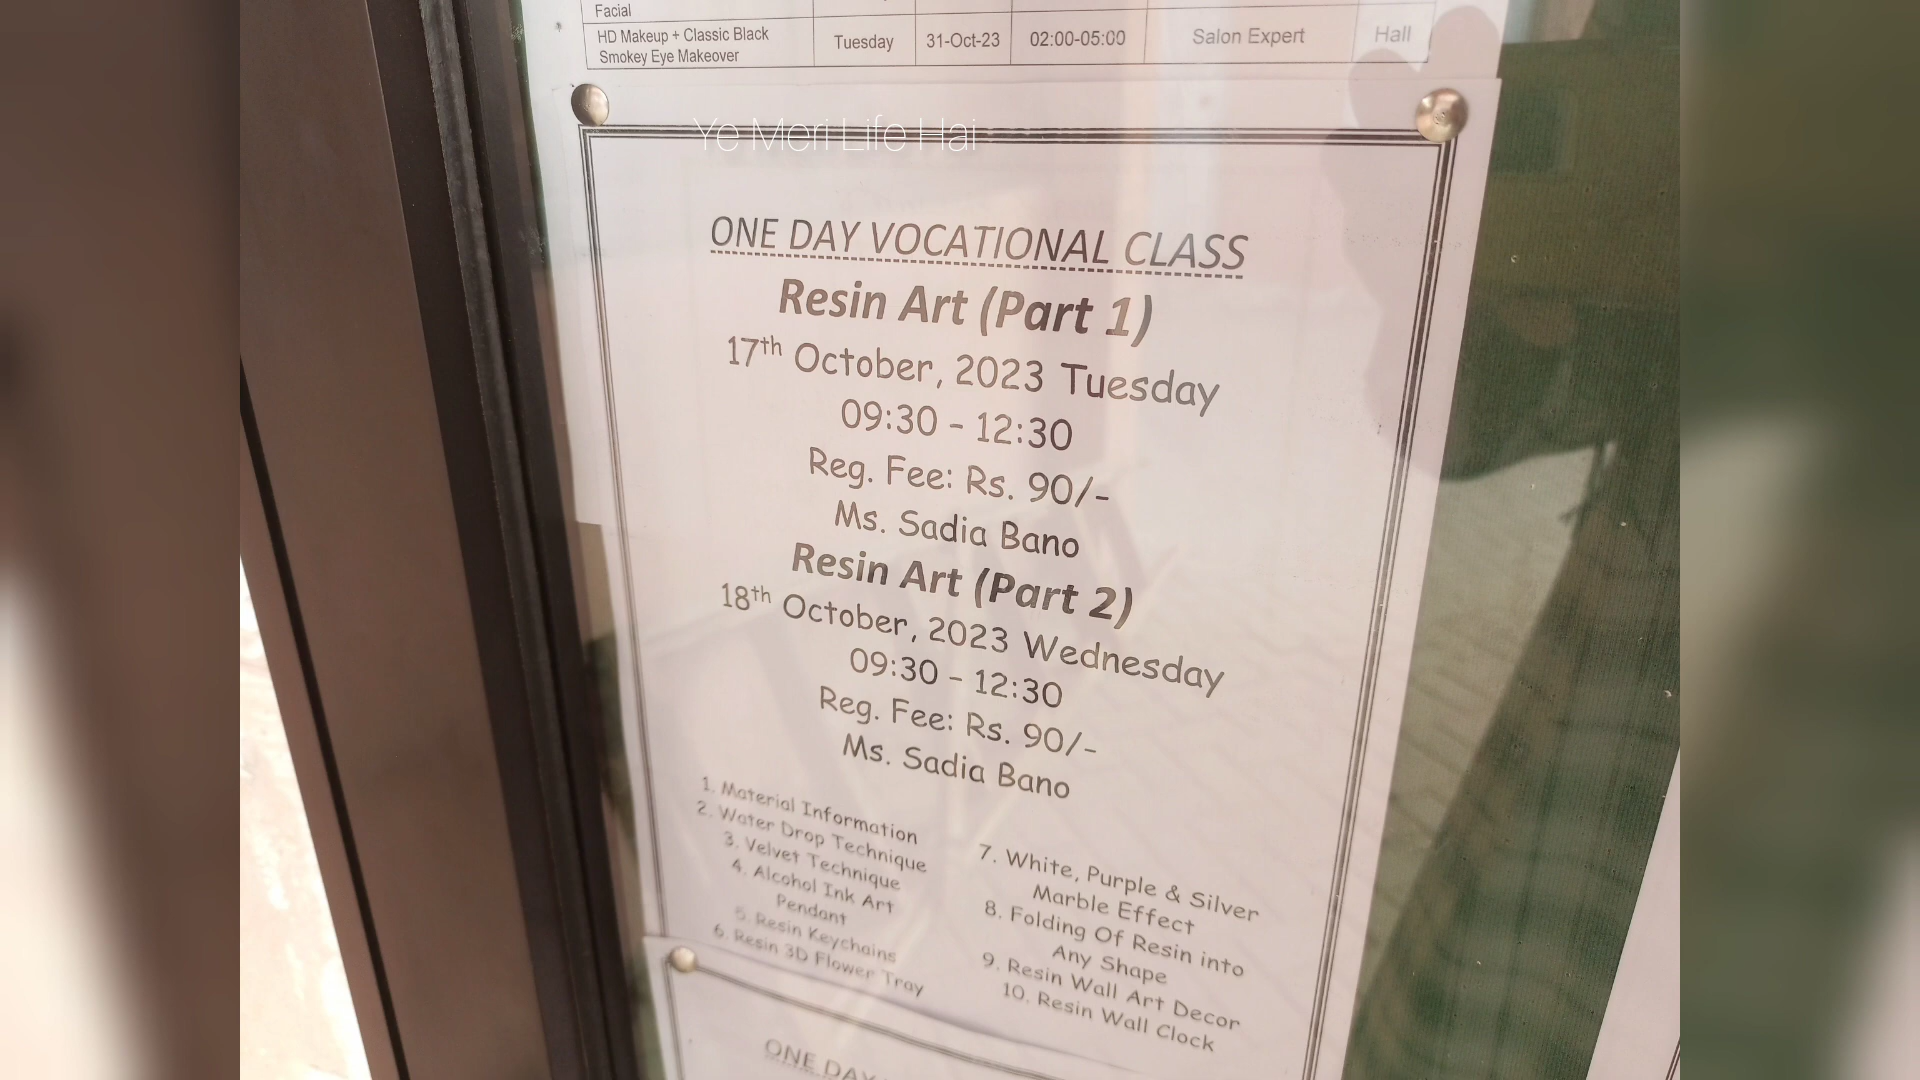 Facial
HD Makeup + Classic Black
Smokey Eye Makeover
Tuesday
31-Oct-23
02:00-05:00
Salon Expert
Hall
Ye Meri Life Hai
ONE DAY VOCATIONAL CLASS
Resin Art (Part 1)
17th October, 2023 Tuesday
09:30 - 12:30
Reg. Fee: Rs. 90/-
Ms. Sadia Bano
Resin Art (Part 2)
18th October, 2023 Wednesday
09:30 - 12:30
Reg. Fee: Rs. 90/-
Ms. Sadia Bano
1. Material Information
2. Water Drop Technique
3. Velvet Technique
4. Alcohol Ink Art
Pendant
5. Resin Keychains
6. Resin 3D Flower Tray
7. White, Purple & Silver
Marble Effect
8. Folding Of Resin into
Any Shape
9. Resin Wall Art Decor
10. Resin Wall Clock
ONE DAY